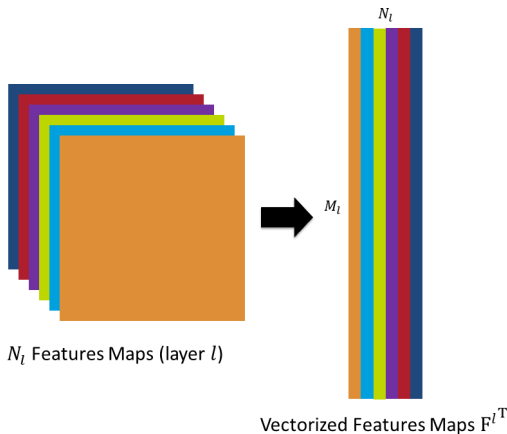 N_l
M_l
N_l Features Maps (layer l)
Vectorized Features Maps F^{l^T}